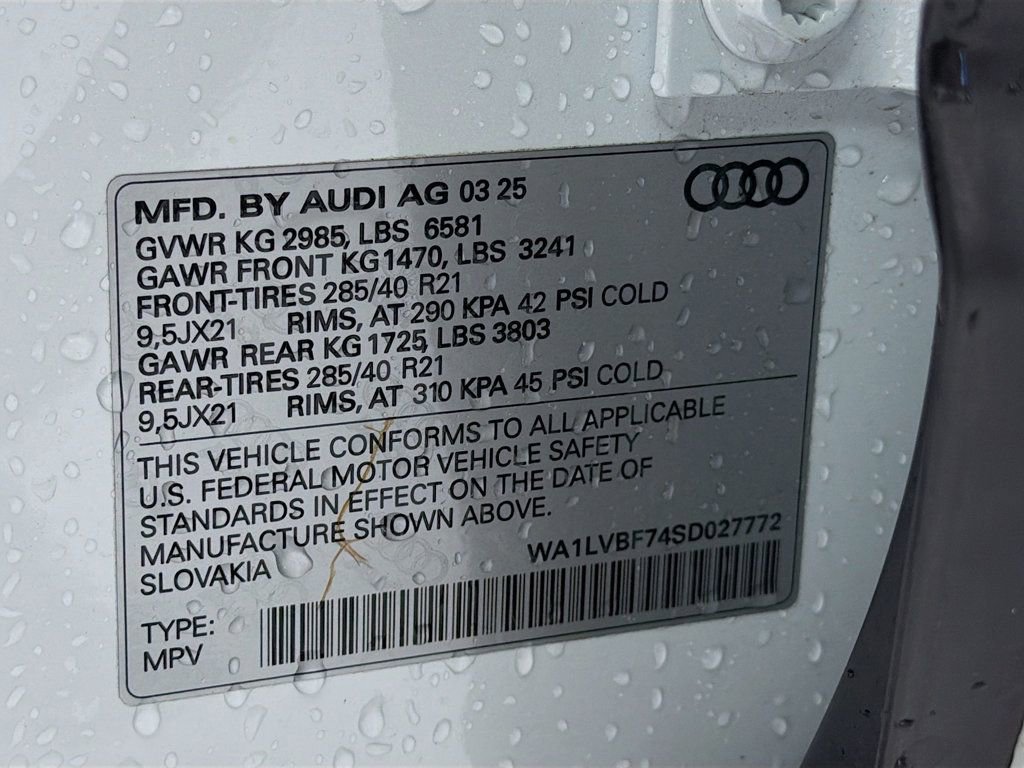 MFD. BY AUDI AG 03 25
GVWR KG 2985, LBS 6581
GAWR FRONT KG1470, LBS 3241
FRONT-TIRES 285/40 R21
9,5JX21 RIMS, AT 290 KPA 42 PSI COLD
GAWR REAR KG 1725, LBS 3803
REAR-TIRES 285/40 R21
9,5JX21 RIMS, AT 310 KPA 45 PSI COLD
THIS VEHICLE CONFORMS TO ALL APPLICABLE
U.S. FEDERAL MOTOR VEHICLE SAFETY
STANDARDS IN EFFECT ON THE DATE OF
MANUFACTURE SHOWN ABOVE.
SLOVAKIA
WA1LVBF74SD027772
TYPE:
MPV